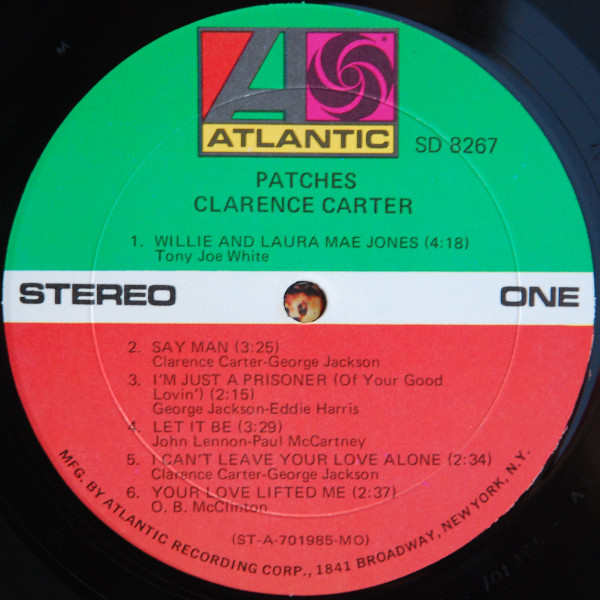 ATLANTIC
SD 8267
PATCHES
CLARENCE CARTER
1. WILLIE AND LAURA MAE JONES (4:18)
Tony Joe White
STEREO
ONE
2. SAY MAN (3:25)
Clarence Carter-George Jackson
3. I'M JUST A PRISONER (Of Your Good
Lovin') (2:15)
George Jackson-Eddie Harris
4. LET IT BE (3:29)
John Lennon-Paul McCartney
5. I CAN'T LEAVE YOUR LOVE ALONE (2:34)
Clarence Carter-George Jackson
6. YOUR LOVE LIFTED ME (2:37)
O. B. McClinton
(ST-A-701985-MO)
MFG. BY ATLANTIC RECORDING CORP., 1841 BROADWAY, NEW YORK, N.Y.